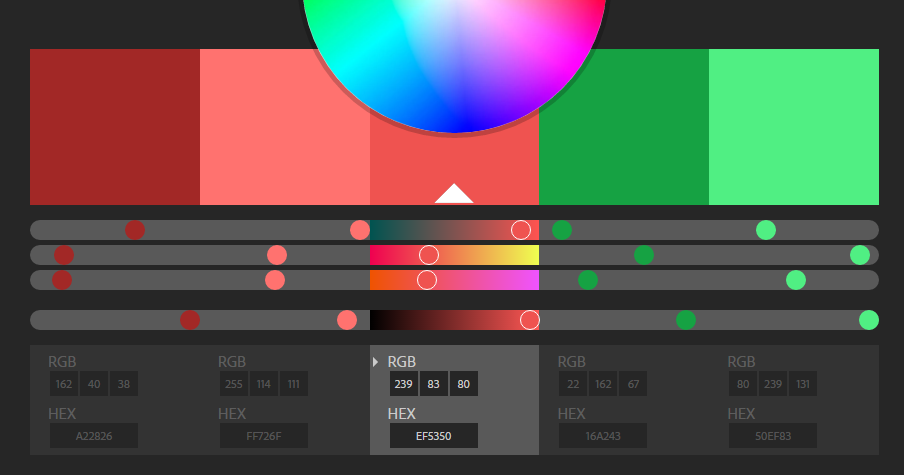 RGB RGB RGB RGB RGB
162 40 38 255 114 111 239 83 80 22 162 67 80 239 131
HEX HEX HEX HEX HEX
A22826 FF726F EF5350 16A243 50EF83